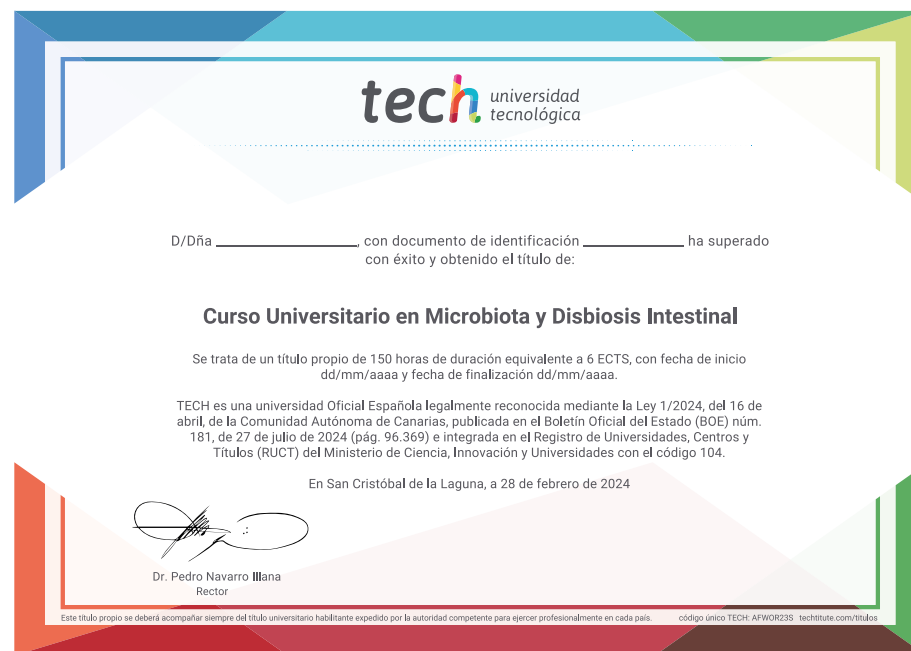 tech universidad
tecnológica
D/Dña ______________, con documento de identificación __________ ha superado
con éxito y obtenido el título de:
Curso Universitario en Microbiota y Disbiosis Intestinal
Se trata de un título propio de 150 horas de duración equivalente a 6 ECTS, con fecha de inicio
dd/mm/aaaa y fecha de finalización dd/mm/aaaa.
TECH es una universidad Oficial Española legalmente reconocida mediante la Ley 1/2024, del 16 de
abril, de la Comunidad Autónoma de Canarias, publicada en el Boletín Oficial del Estado (BOE) núm.
181, de 27 de julio de 2024 (pág. 96.369) e integrada en el Registro de Universidades, Centros y
Títulos (RUCT) del Ministerio de Ciencia, Innovación y Universidades con el código 104.
En San Cristóbal de la Laguna, a 28 de febrero de 2024
Dr. Pedro Navarro Illana
Rector
Este título propio se deberá acompañar siempre del título universitario habilitante expedido por la autoridad competente para ejercer profesionalmente en cada país. código único TECH: AFWOR23S techtitute.com/titulos